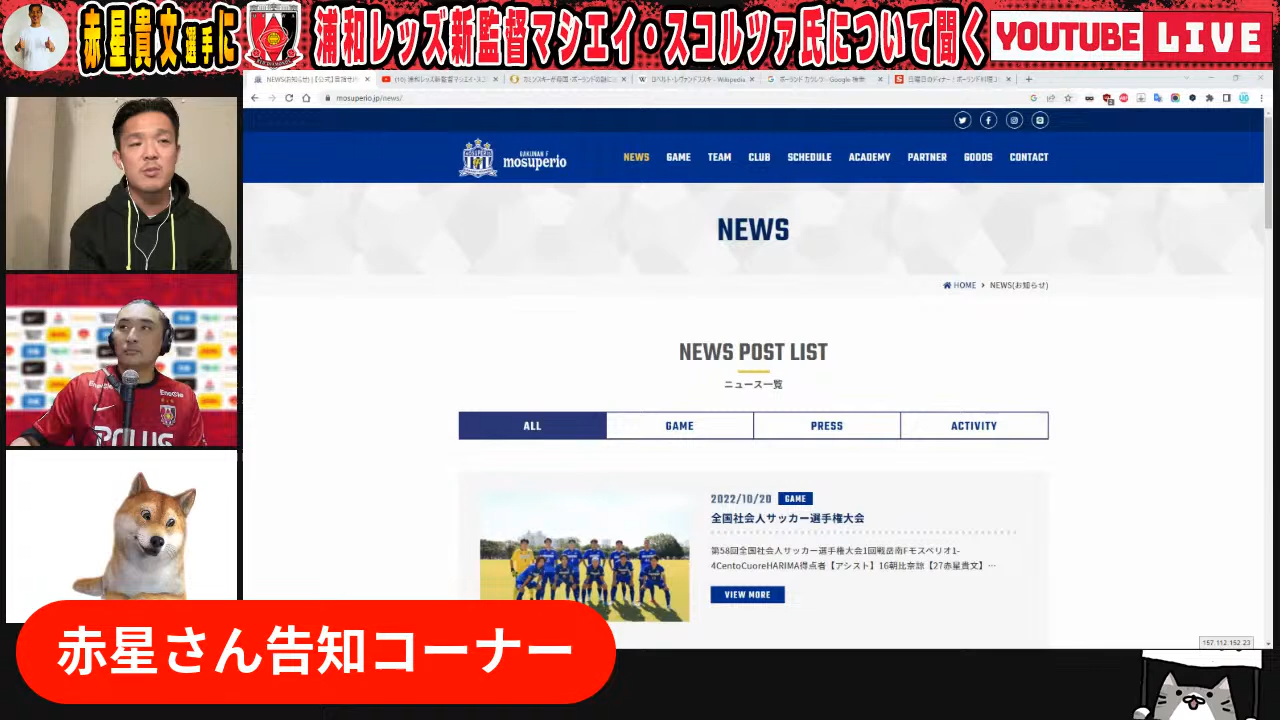 赤星貴文選手に
浦和レッズ新監督マシエイ・スコルツァ氏について聞く
YOUTUBE LIVE
mosuperio.jp/news/
GAKUNAN F
mosuperio
NEWS GAME TEAM CLUB SCHEDULE ACADEMY PARTNER GOODS CONTACT
NEWS
HOME > NEWS(お知らせ)
NEWS POST LIST
ニュース一覧
ALL GAME PRESS ACTIVITY
2022/10/20 GAME
全国社会人サッカー選手権大会
第58回全国社会人サッカー選手権大会1回戦岳南Fモスペリオ1-
4CentoCuoreHARIMA得点者【アシスト】16朝比奈諒【27赤星貴文】…
VIEW MORE
POLUS
赤星さん告知コーナー
157.112.152.23